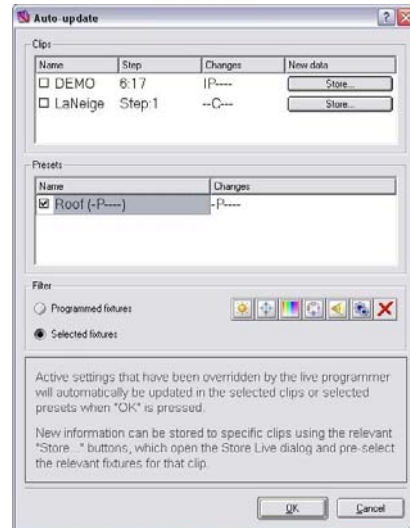 Auto-update
Clips
Name Step Changes New data
DEMO 6:17 IP---- Store...
LaNeige Step:1 --C--- Store...
Presets
Name Changes
Roof (-P----) -P----
Filter
Programmed fixtures
Selected fixtures
Active settings that have been overridden by the live programmer
will automatically be updated in the selected clips or selected
presets when "OK" is pressed.
New information can be stored to specific clips using the relevant
"Store..." buttons, which open the Store Live dialog and pre-select
the relevant fixtures for that clip.
OK Cancel